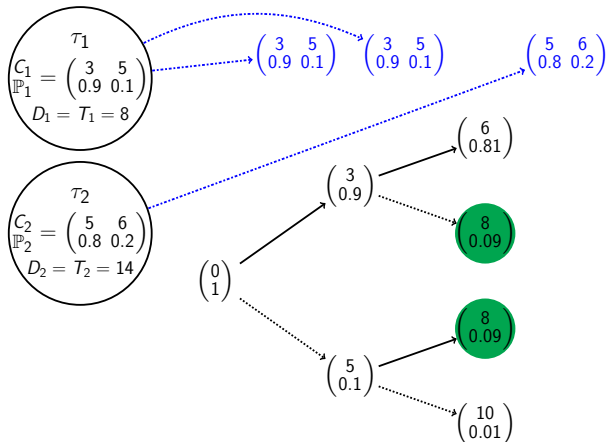 τ1
C1 = (3 5
ℙ1 0.9 0.1)
D1 = T1 = 8
(3 5
0.9 0.1)
(3 5
0.9 0.1)
(5 6
0.8 0.2)
τ2
C2 = (5 6
ℙ2 0.8 0.2)
D2 = T2 = 14
(0
1)
(3
0.9)
(5
0.1)
(6
0.81)
(8
0.09)
(8
0.09)
(10
0.01)